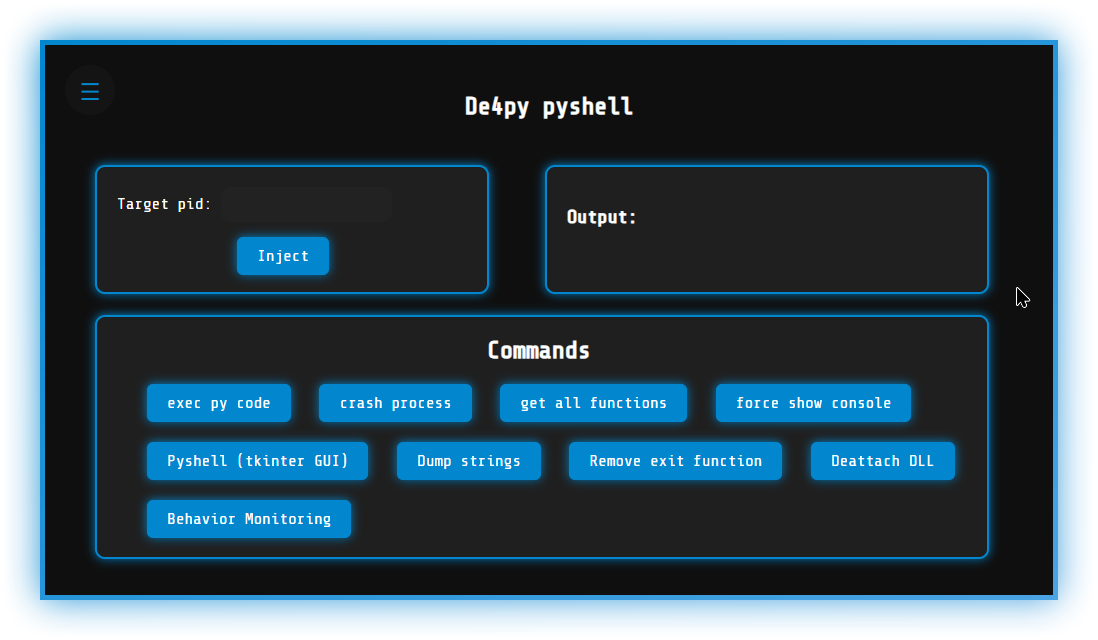 De4py pyshell
Target pid:
Inject
Output:
Commands
exec py code
crash process
get all functions
force show console
Pyshell (tkinter GUI)
Dump strings
Remove exit function
Deattach DLL
Behavior Monitoring